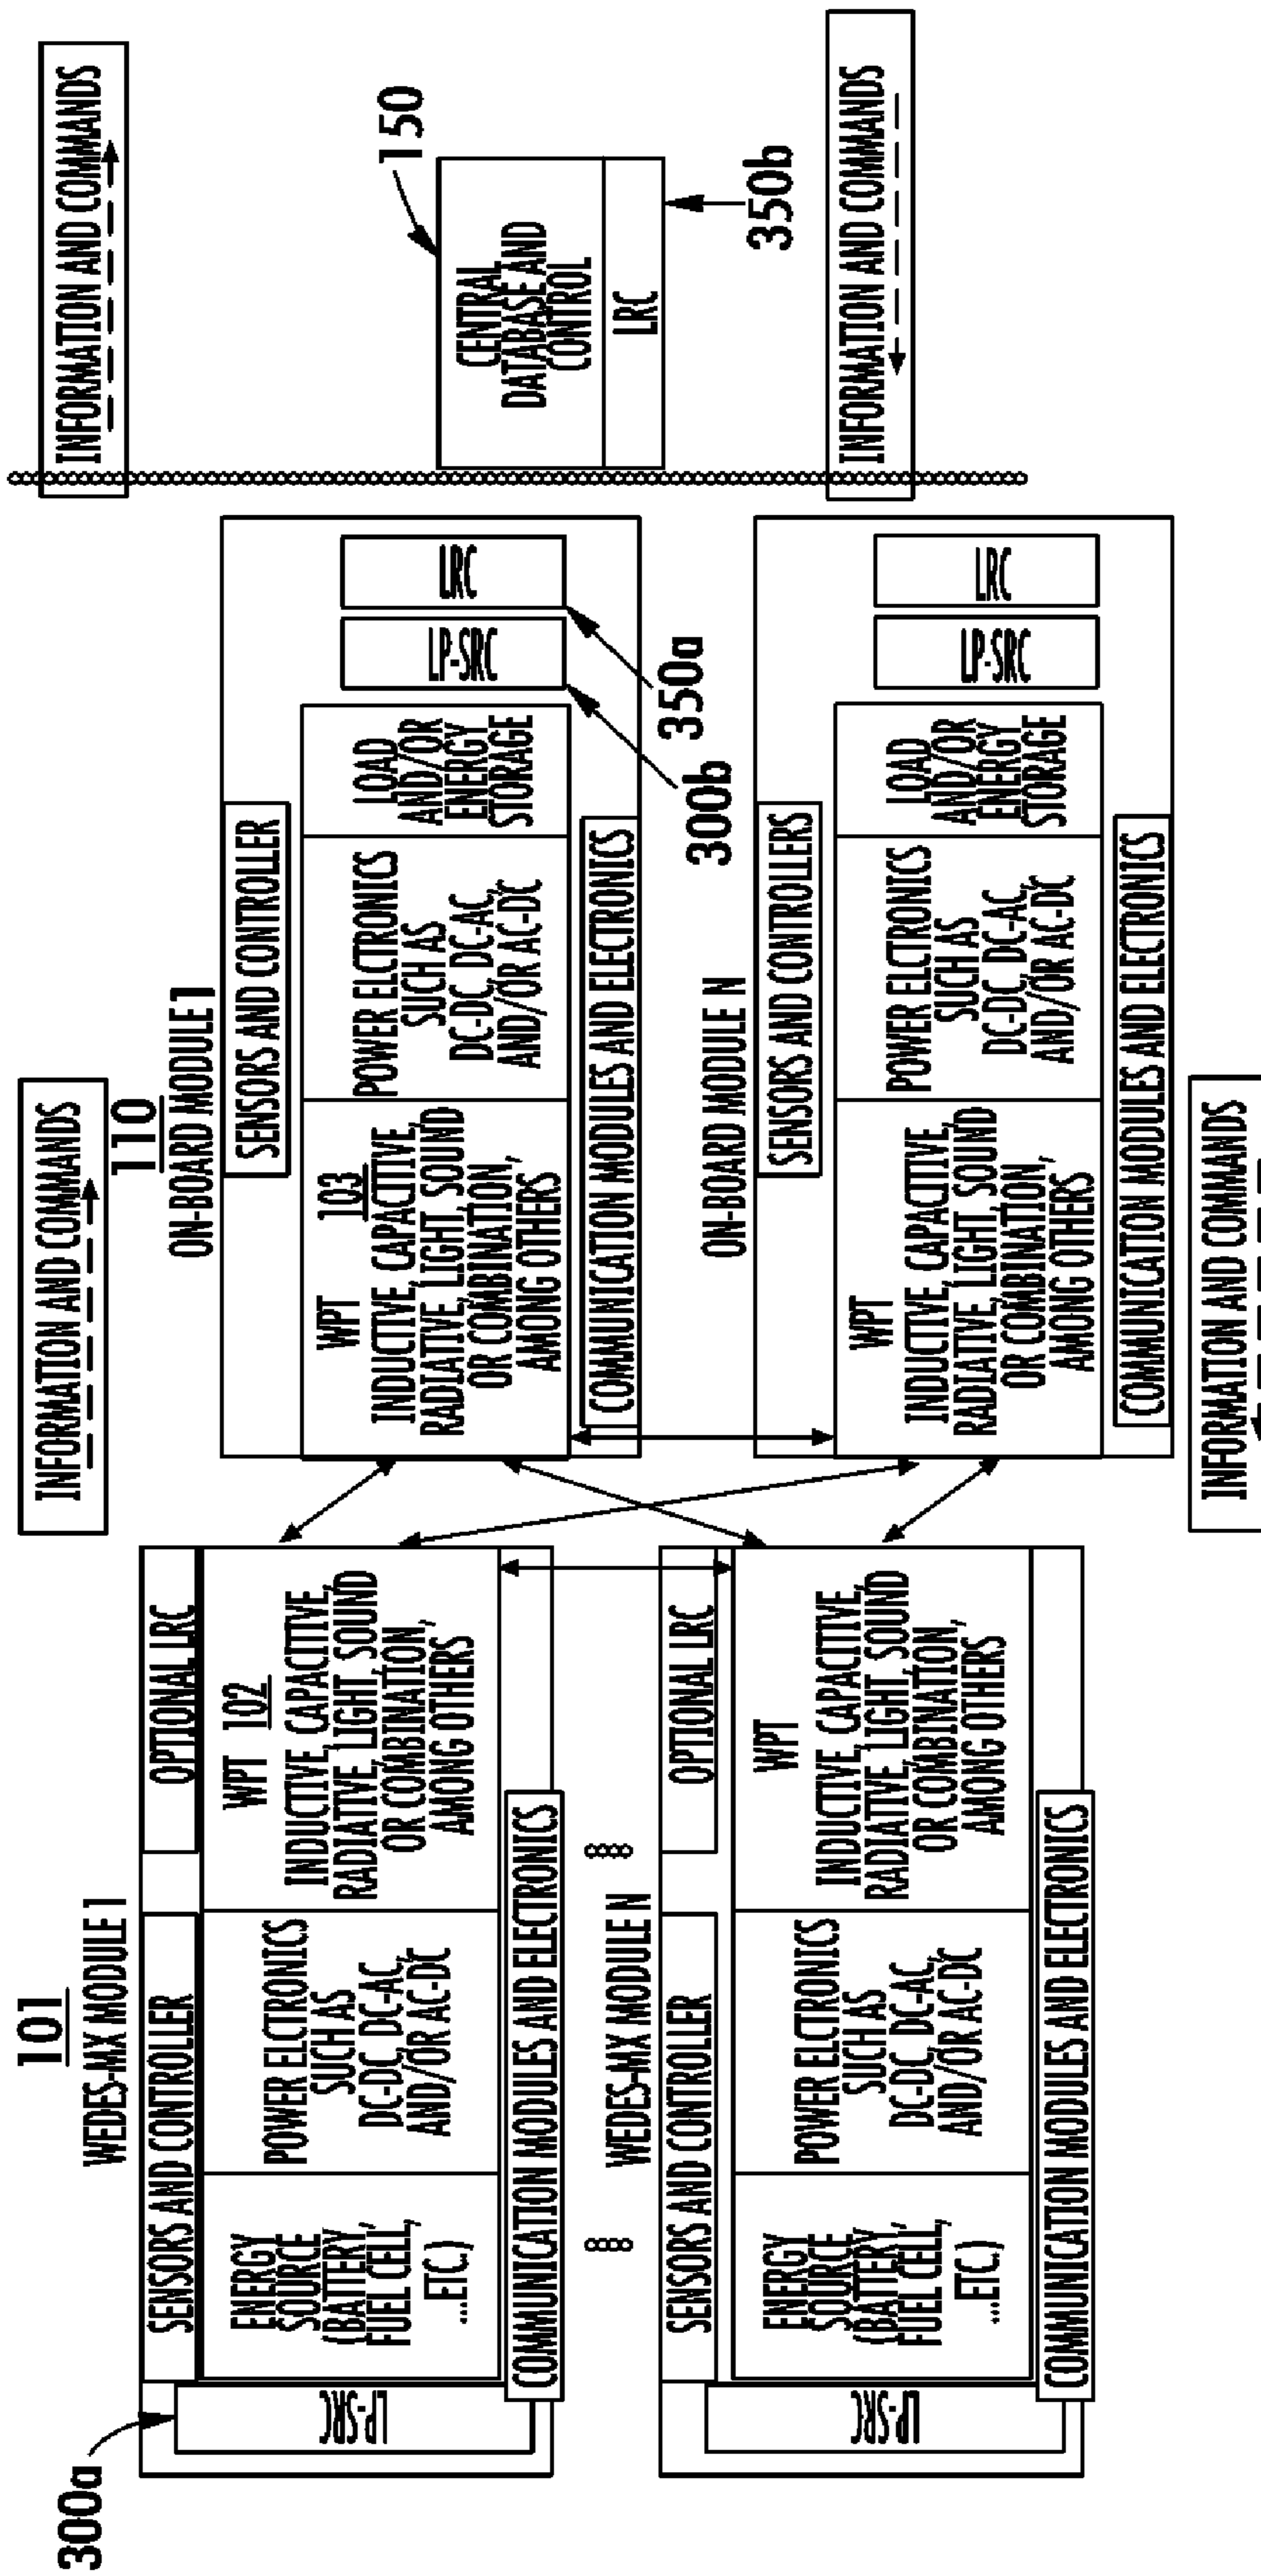 101
WEDES-MX MODULE 1
300a
SENSORS AND CONTROLLER
OPTIONAL LRC
LP-SRC
ENERGY
SOURCE
(BATTERY,
FUEL CELL,
...ETC.)
POWER ELCTRONICS
SUCH AS
DC-DC, DC-AC,
AND/OR AC-DC
WPT 102
INDUCTIVE, CAPACITIVE,
RADIATIVE, LIGHT, SOUND
OR COMBINATION,
AMONG OTHERS
COMMUNICATION MODULES AND ELECTRONICS
WEDES-MX MODULE N
SENSORS AND CONTROLLER
OPTIONAL LRC
LP-SRC
ENERGY
SOURCE
(BATTERY,
FUEL CELL,
...ETC.)
POWER ELCTRONICS
SUCH AS
DC-DC, DC-AC,
AND/OR AC-DC
WPT
INDUCTIVE, CAPACITIVE,
RADIATIVE, LIGHT, SOUND
OR COMBINATION,
AMONG OTHERS
COMMUNICATION MODULES AND ELECTRONICS
INFORMATION AND COMMANDS
110
ON-BOARD MODULE 1
SENSORS AND CONTROLLER
WPT 103
INDUCTIVE, CAPACITIVE,
RADIATIVE, LIGHT, SOUND
OR COMBINATION,
AMONG OTHERS
POWER ELECTRONICS
SUCH AS
DC-DC, DC-AC,
AND/OR AC-DC
LOAD
AND/OR
ENERGY
STORAGE
LP-SRC
LRC
COMMUNICATION MODULES AND ELECTRONICS
300b
350a
ON-BOARD MODULE N
SENSORS AND CONTROLLERS
WPT
INDUCTIVE, CAPACITIVE,
RADIATIVE, LIGHT, SOUND
OR COMBINATION,
AMONG OTHERS
POWER ELECTRONICS
SUCH AS
DC-DC, DC-AC,
AND/OR AC-DC
LOAD
AND/OR
ENERGY
STORAGE
LP-SRC
LRC
COMMUNICATION MODULES AND ELECTRONICS
INFORMATION AND COMMANDS
INFORMATION AND COMMANDS
150
CENTRAL
DATABASE AND
CONTROL
LRC
350b
INFORMATION AND COMMANDS